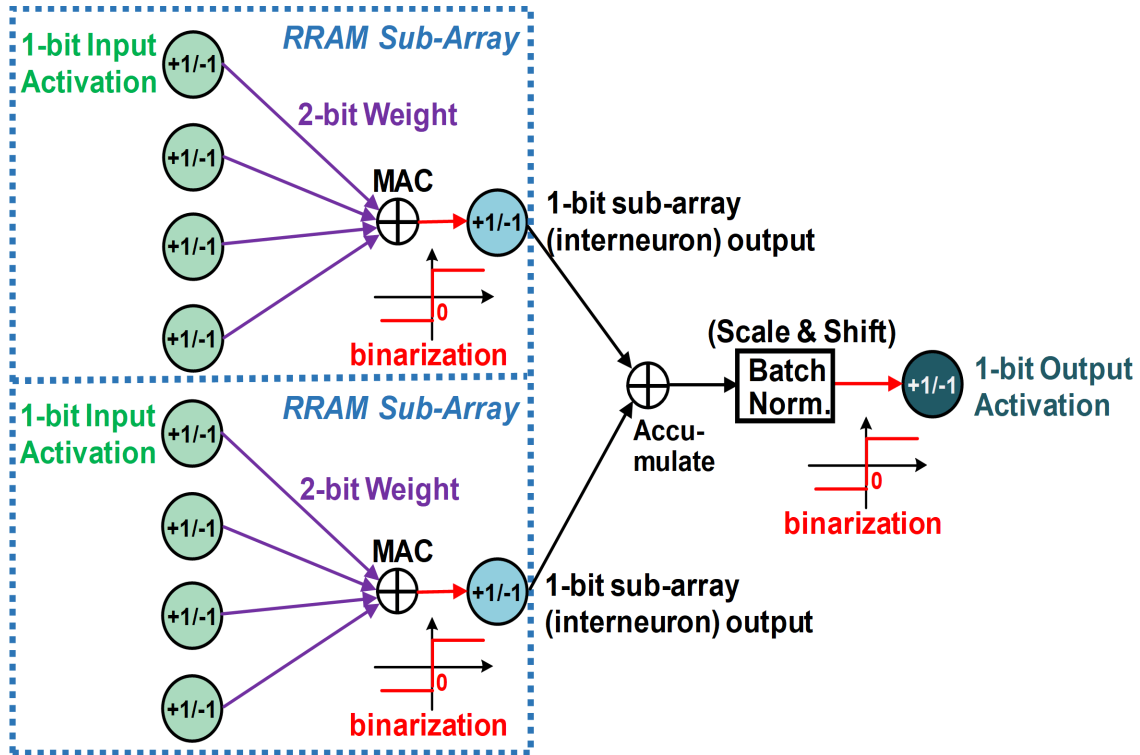 1-bit Input
Activation
RRAM Sub-Array
+1/-1
2-bit Weight
+1/-1
MAC
+1/-1
+1/-1
+1/-1
0
binarization
1-bit sub-array
(interneuron) output
1-bit Input
Activation
RRAM Sub-Array
+1/-1
2-bit Weight
+1/-1
MAC
+1/-1
+1/-1
+1/-1
0
binarization
1-bit sub-array
(interneuron) output
Accu-
mulate
(Scale & Shift)
Batch
Norm.
+1/-1
1-bit Output
Activation
0
binarization